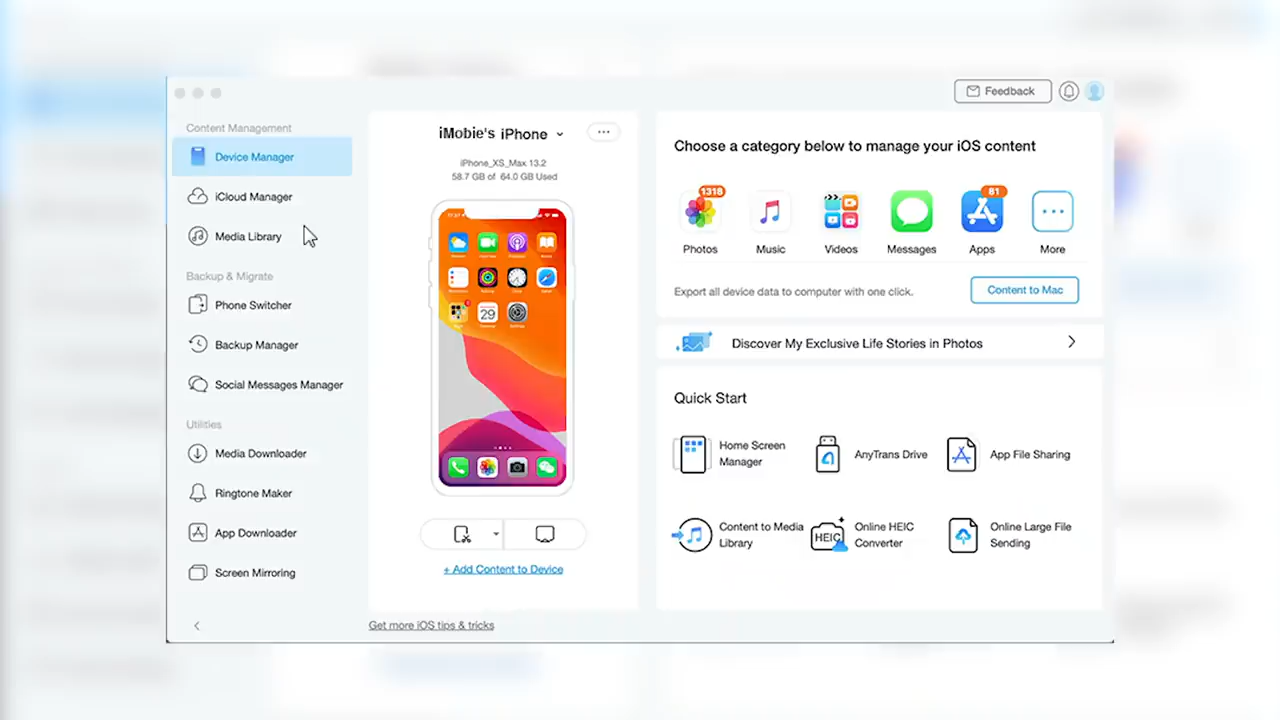 Feedback
Content Management
Device Manager
iCloud Manager
Media Library
Backup & Migrate
Phone Switcher
Backup Manager
Social Messages Manager
Utilities
Media Downloader
Ringtone Maker
App Downloader
Screen Mirroring
iMobie's iPhone
iPhone_XS_Max 13.2
58.7 GB of 64.0 GB Used
29
+ Add Content to Device
Get more iOS tips & tricks
Choose a category below to manage your iOS content
1318
81
Photos
Music
Videos
Messages
Apps
More
Export all device data to computer with one click.
Content to Mac
Discover My Exclusive Life Stories in Photos
Quick Start
Home Screen
Manager
AnyTrans Drive
App File Sharing
Content to Media
Library
HEIC
Online HEIC
Converter
Online Large File
Sending